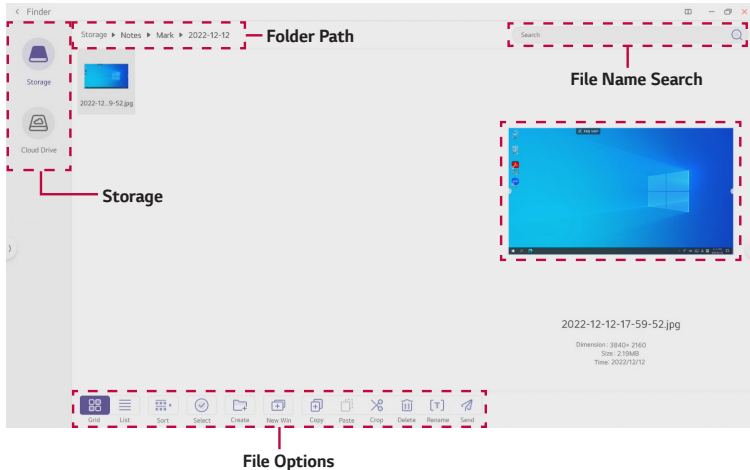 Finder
Storage ▶ Notes ▶ Mark ▶ 2022-12-12
Folder Path
Search
File Name Search
Storage
2022-12..9-52.jpg
Cloud Drive
Storage
2022-12-12-17-59-52.jpg
Dimension: 3840* 2160
Size: 2.19MB
Time: 2022/12/12
Grid List Sort Select Create New Win Copy Paste Crop Delete Rename Send
File Options